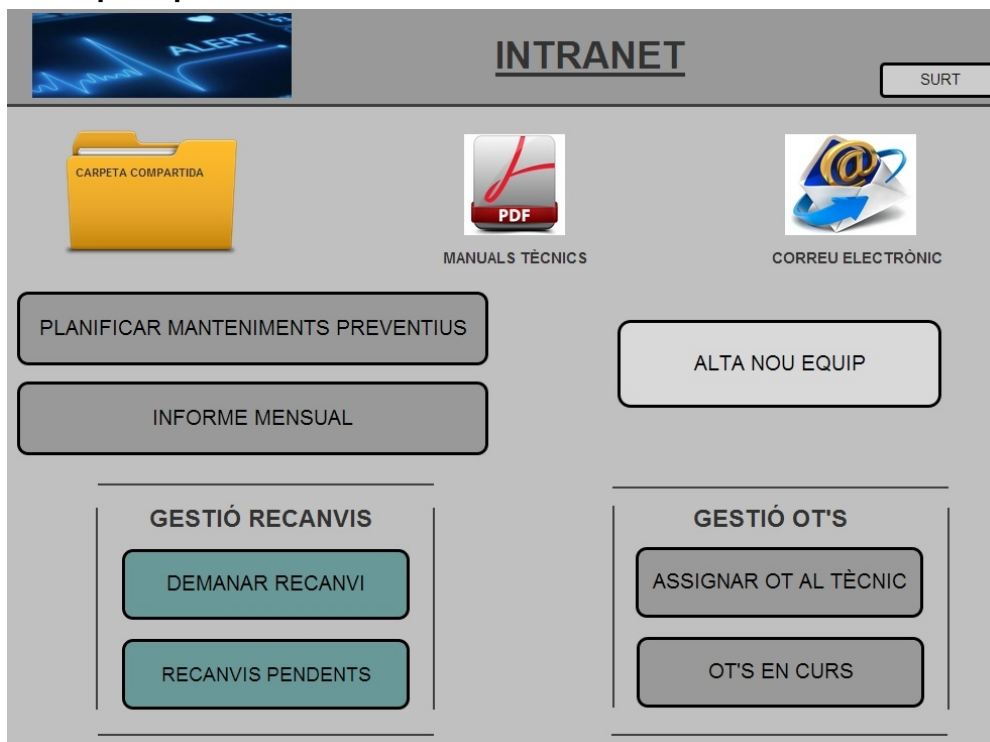 ALERT
INTRANET
SURT
CARPETA COMPARTIDA
PDF
MANUALS TÈCNICS
CORREU ELECTRÒNIC
PLANIFICAR MANTENIMENTS PREVENTIUS
ALTA NOU EQUIP
INFORME MENSUAL
GESTIÓ RECANVIS
DEMANAR RECANVI
RECANVIS PENDENTS
GESTIÓ OT'S
ASSIGNAR OT AL TÈCNIC
OT'S EN CURS